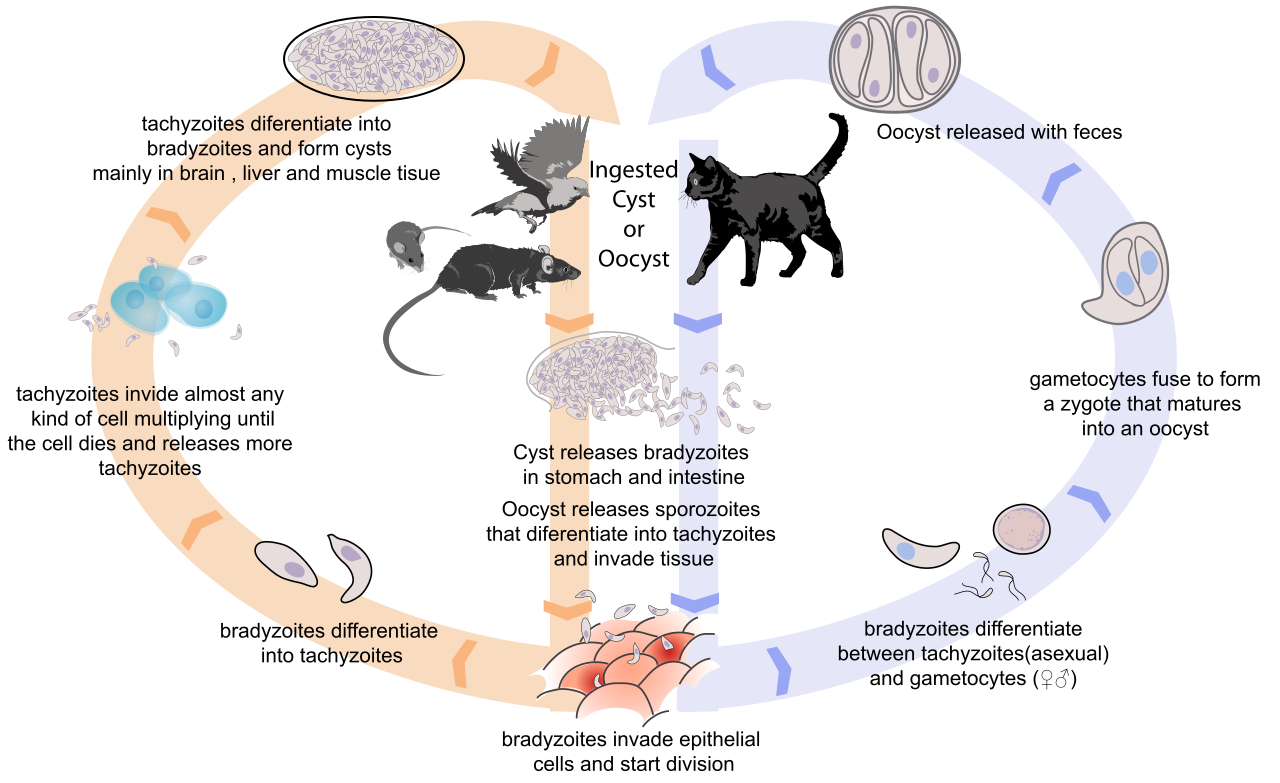 tachyzoites diferentiate into
bradyzoites and form cysts
mainly in brain , liver and muscle tisue
Ingested
Cyst
or
Oocyst
Oocyst released with feces
tachyzoites invide almost any
kind of cell multiplying until
the cell dies and releases more
tachyzoites
gametocytes fuse to form
a zygote that matures
into an oocyst
Cyst releases bradyzoites
in stomach and intestine
Oocyst releases sporozoites
that diferentiate into tachyzoites
and invade tissue
bradyzoites differentiate
into tachyzoites
bradyzoites differentiate
between tachyzoites(asexual)
and gametocytes (♀♂)
bradyzoites invade epithelial
cells and start division